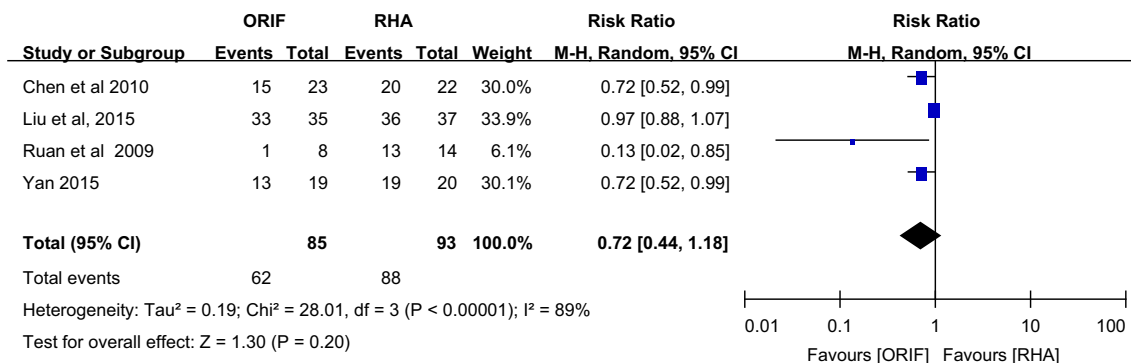 ORIF RHA Risk Ratio Risk Ratio
Study or Subgroup Events Total Events Total Weight M-H, Random, 95% CI M-H, Random, 95% CI
Chen et al 2010 15 23 20 22 30.0% 0.72 [0.52, 0.99]
Liu et al, 2015 33 35 36 37 33.9% 0.97 [0.88, 1.07]
Ruan et al 2009 1 8 13 14 6.1% 0.13 [0.02, 0.85]
Yan 2015 13 19 19 20 30.1% 0.72 [0.52, 0.99]
Total (95% CI) 85 93 100.0% 0.72 [0.44, 1.18]
Total events 62 88
Heterogeneity: Tau² = 0.19; Chi² = 28.01, df = 3 (P < 0.00001); I² = 89%
Test for overall effect: Z = 1.30 (P = 0.20)
0.01 0.1 1 10 100
Favours [ORIF] Favours [RHA]